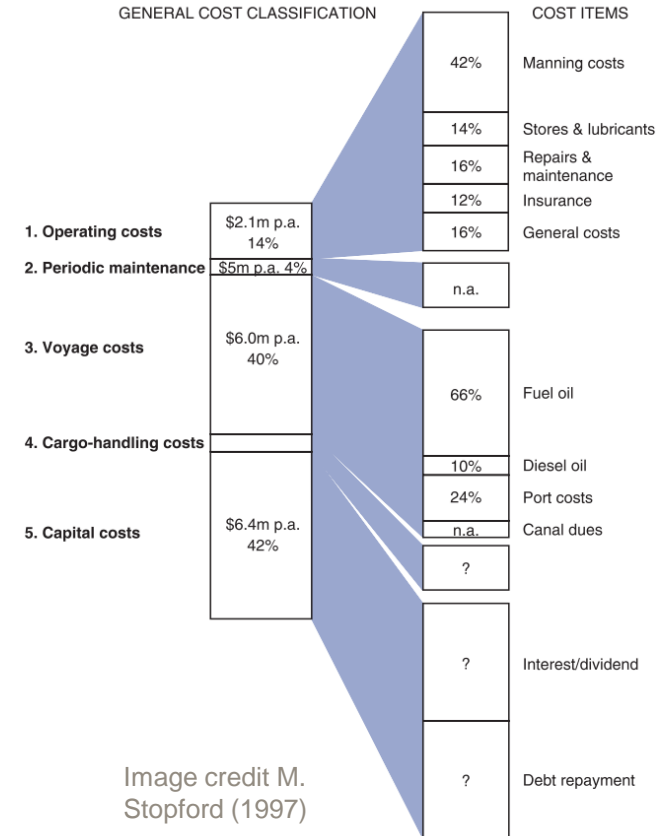 GENERAL COST CLASSIFICATION
COST ITEMS
1. Operating costs
$2.1m p.a.
14%
2. Periodic maintenance
$5m p.a. 4%
3. Voyage costs
$6.0m p.a.
40%
4. Cargo-handling costs
5. Capital costs
$6.4m p.a.
42%
42%
Manning costs
14%
Stores & lubricants
16%
Repairs &
maintenance
12%
Insurance
16%
General costs
n.a.
66%
Fuel oil
10%
Diesel oil
24%
Port costs
n.a.
Canal dues
?
?
Interest/dividend
?
Debt repayment
Image credit M.
Stopford (1997)